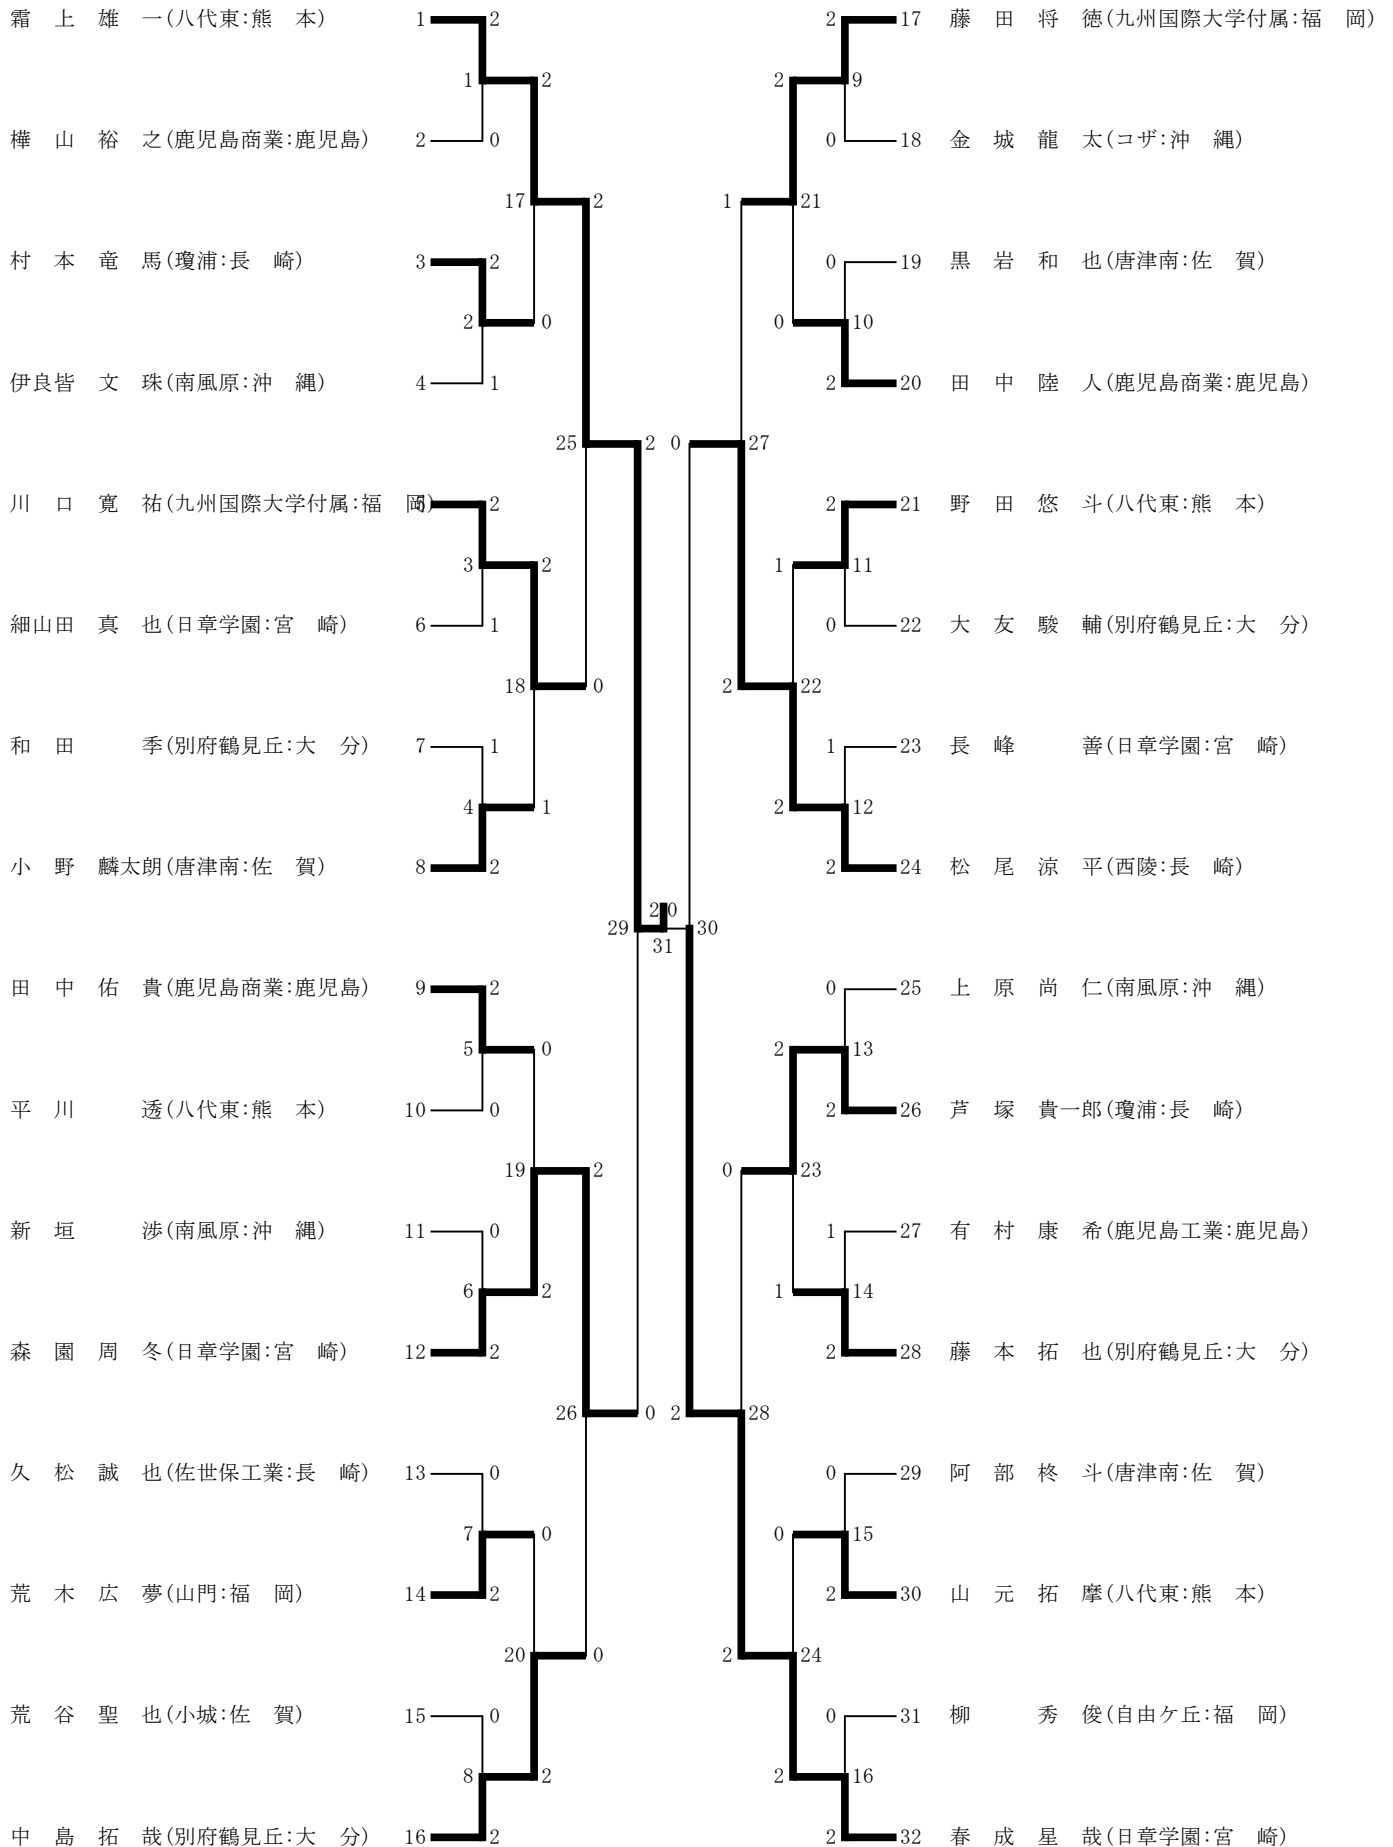 霜 上 雄 一(八代東:熊 本) 1 2 2 17 藤 田 将 徳(九州国際大学付属:福 岡)
1 2 2 9
樺 山 裕 之(鹿児島商業:鹿児島) 2 0 0 18 金 城 龍 太(コザ:沖 縄)
17 2 1 21
村 本 竜 馬(瓊浦:長 崎) 3 2 0 19 黒 岩 和 也(唐津南:佐 賀)
2 0 0 10
伊良皆 文 珠(南風原:沖 縄) 4 1 2 20 田 中 陸 人(鹿児島商業:鹿児島)
25 2 0 27
川 口 寛 祐(九州国際大学付属:福 岡) 5 2 2 21 野 田 悠 斗(八代東:熊 本)
3 2 1 11
細山田 真 也(日章学園:宮 崎) 6 1 0 22 大 友 駿 輔(別府鶴見丘:大 分)
18 0 2 22
和 田 季(別府鶴見丘:大 分) 7 1 1 23 長 峰 善(日章学園:宮 崎)
4 1 2 12
小 野 麟太朗(唐津南:佐 賀) 8 2 2 24 松 尾 涼 平(西陵:長 崎)
2 0
29 30
31
田 中 佑 貴(鹿児島商業:鹿児島) 9 2 0 25 上 原 尚 仁(南風原:沖 縄)
5 0 2 13
平 川 透(八代東:熊 本) 10 0 2 26 芦 塚 貴一郎(瓊浦:長 崎)
19 2 0 23
新 垣 渉(南風原:沖 縄) 11 0 1 27 有 村 康 希(鹿児島工業:鹿児島)
6 2 1 14
森 園 周 冬(日章学園:宮 崎) 12 2 2 28 藤 本 拓 也(別府鶴見丘:大 分)
26 0 2 28
久 松 誠 也(佐世保工業:長 崎) 13 0 0 29 阿 部 柊 斗(唐津南:佐 賀)
7 0 0 15
荒 木 広 夢(山門:福 岡) 14 2 2 30 山 元 拓 摩(八代東:熊 本)
20 0 2 24
荒 谷 聖 也(小城:佐 賀) 15 0 0 31 柳 秀 俊(自由ケ丘:福 岡)
8 2 2 16
中 島 拓 哉(別府鶴見丘:大 分) 16 2 2 32 春 成 星 哉(日章学園:宮 崎)